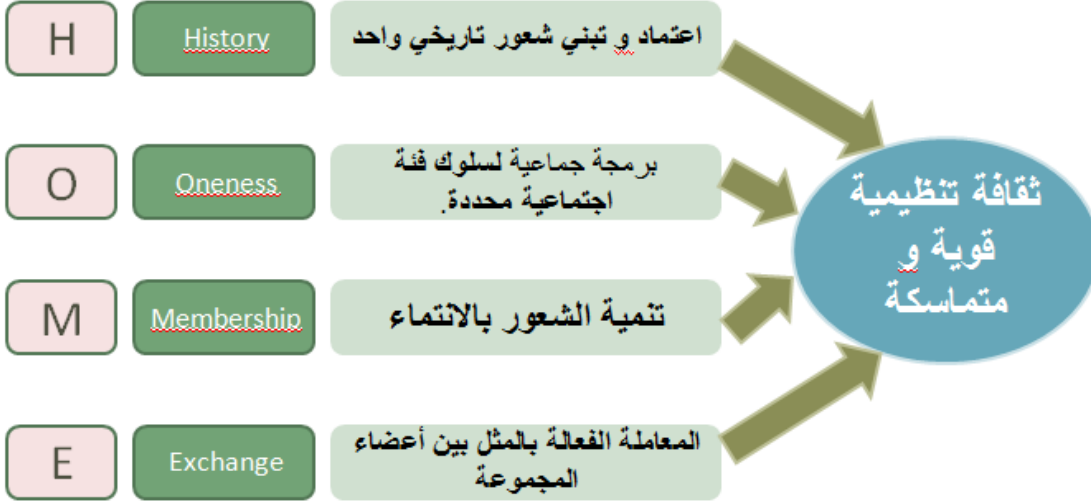 H
History
اعتماد و تبني شعور تاريخي واحد
O
Oneness
برمجة جماعية لسلوك فئة
اجتماعية محددة.
M
Membership
تنمية الشعور بالانتماء
E
Exchange
المعاملة الفعالة بالمثل بين أعضاء
المجموعة
ثقافة تنظيمية
قوية و
متماسكة